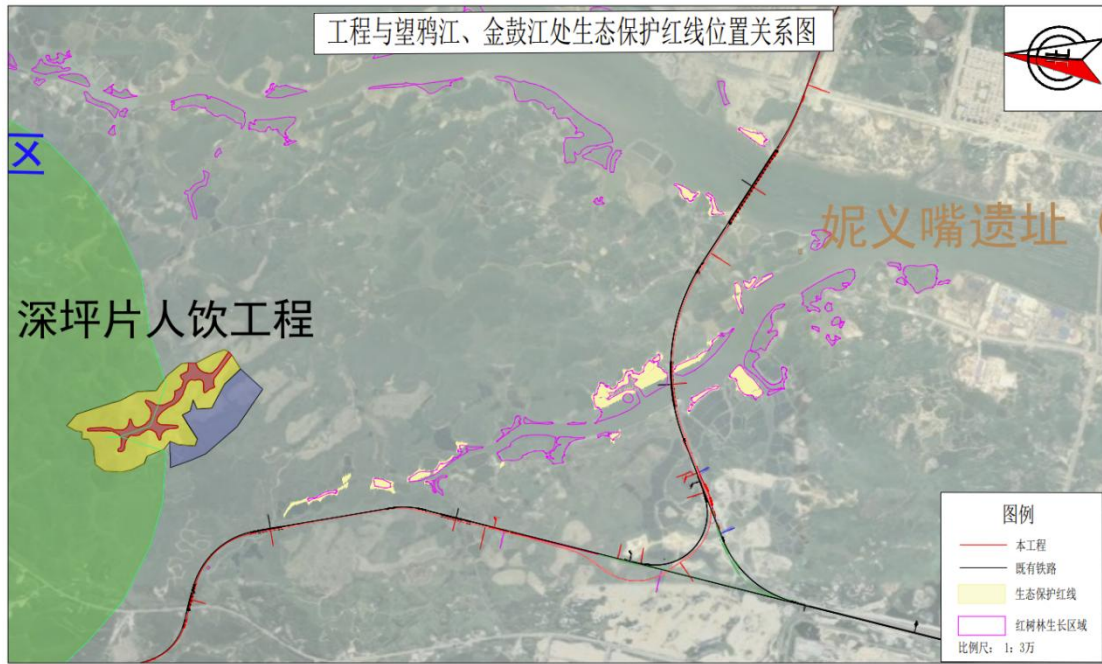 工程与望鸦江、金鼓江处生态保护红线位置关系图
区
妮义嘴遗址（
深坪片人饮工程
图例
本工程
既有铁路
生态保护红线
红树林生长区域
比例尺： 1：3万